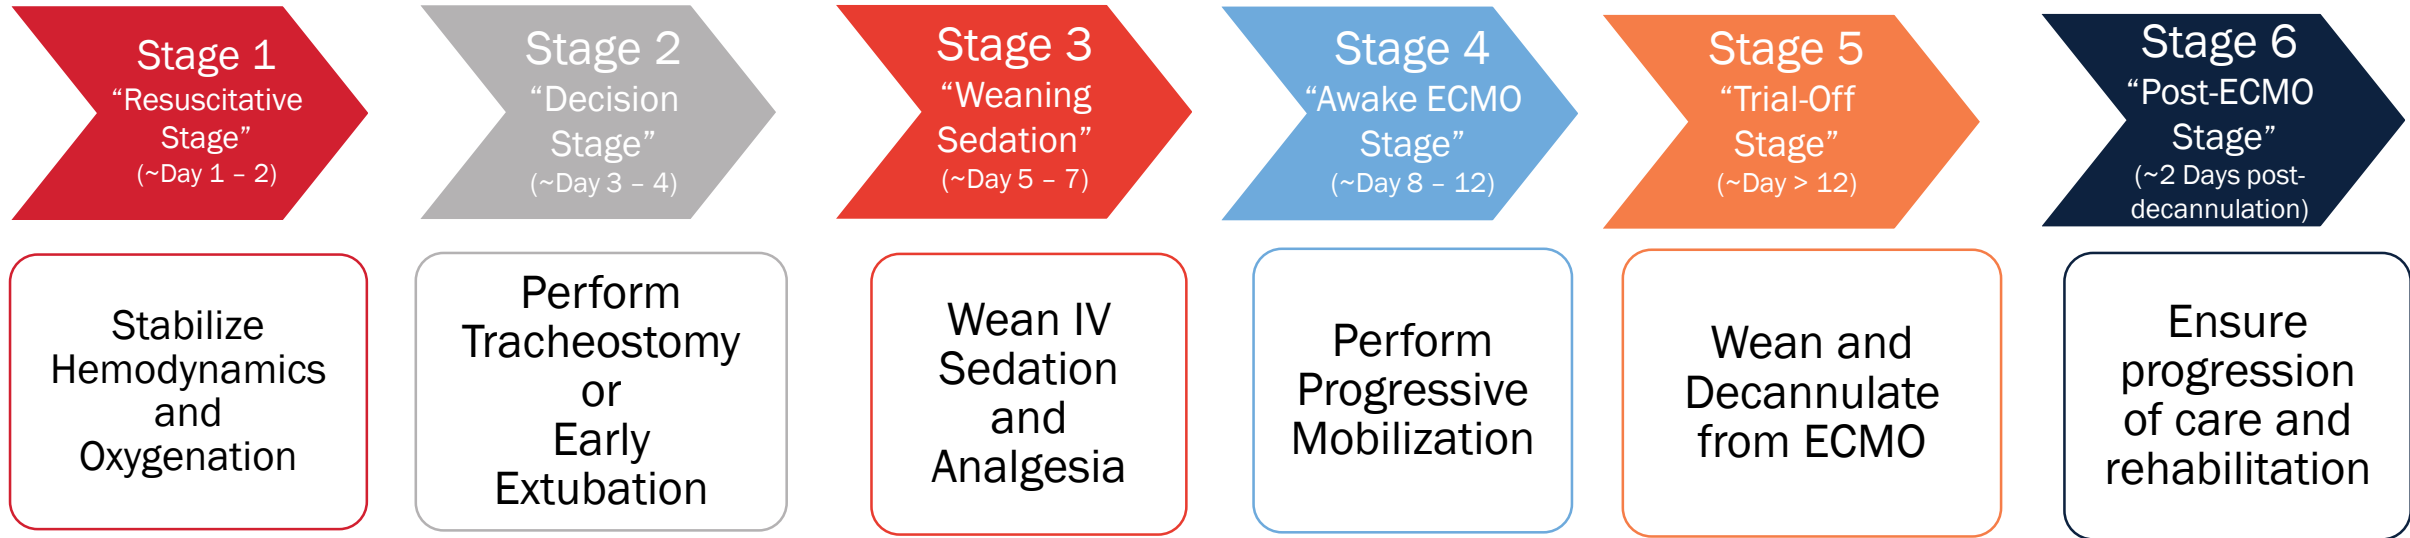 Stage 1
“Resuscitative
Stage”
(~Day 1 – 2)
Stage 2
“Decision
Stage”
(~Day 3 – 4)
Stage 3
“Weaning
Sedation”
(~Day 5 – 7)
Stage 4
“Awake ECMO
Stage”
(~Day 8 – 12)
Stage 5
“Trial-Off
Stage”
(~Day > 12)
Stage 6
“Post-ECMO
Stage”
(~2 Days post-
decannulation)
Stabilize
Hemodynamics
and
Oxygenation
Perform
Tracheostomy
or
Early
Extubation
Wean IV
Sedation
and
Analgesia
Perform
Progressive
Mobilization
Wean and
Decannulate
from ECMO
Ensure
progression
of care and
rehabilitation